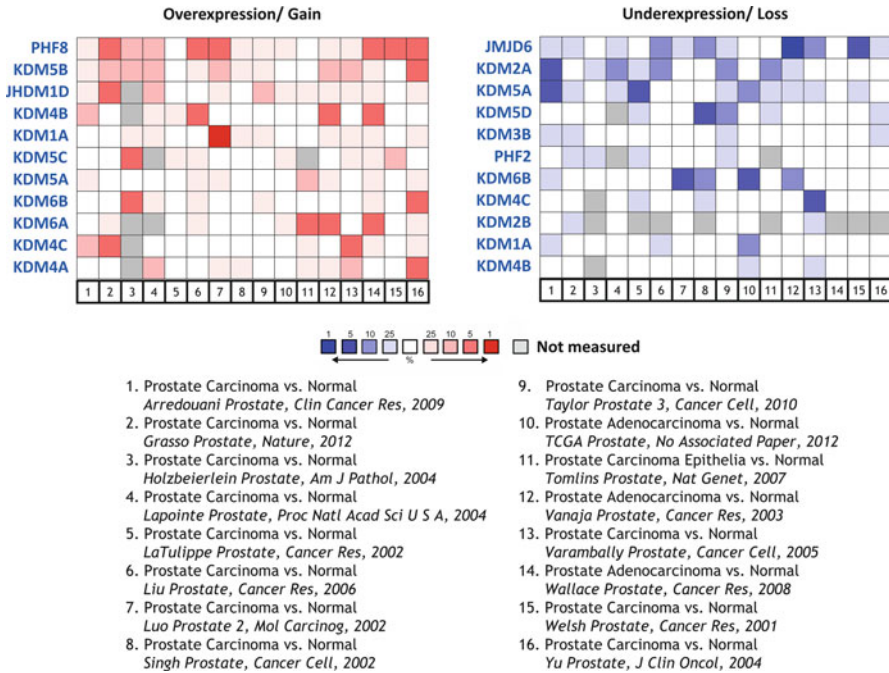 Overexpression/ Gain
PHF8
KDM5B
JHDM1D
KDM4B
KDM1A
KDM5C
KDM5A
KDM6B
KDM6A
KDM4C
KDM4A
1 2 3 4 5 6 7 8 9 10 11 12 13 14 15 16
Underexpression/ Loss
JMJD6
KDM2A
KDM5A
KDM5D
KDM3B
PHF2
KDM6B
KDM4C
KDM2B
KDM1A
KDM4B
1 2 3 4 5 6 7 8 9 10 11 12 13 14 15 16
1 5 10 25 25 10 5 1
%
Not measured
1. Prostate Carcinoma vs. Normal
Arredouani Prostate, Clin Cancer Res, 2009
2. Prostate Carcinoma vs. Normal
Grasso Prostate, Nature, 2012
3. Prostate Carcinoma vs. Normal
Holzbeierlein Prostate, Am J Pathol, 2004
4. Prostate Carcinoma vs. Normal
Lapointe Prostate, Proc Natl Acad Sci U S A, 2004
5. Prostate Carcinoma vs. Normal
LaTulippe Prostate, Cancer Res, 2002
6. Prostate Carcinoma vs. Normal
Liu Prostate, Cancer Res, 2006
7. Prostate Carcinoma vs. Normal
Luo Prostate 2, Mol Carcinog, 2002
8. Prostate Carcinoma vs. Normal
Singh Prostate, Cancer Cell, 2002
9. Prostate Carcinoma vs. Normal
Taylor Prostate 3, Cancer Cell, 2010
10. Prostate Adenocarcinoma vs. Normal
TCGA Prostate, No Associated Paper, 2012
11. Prostate Carcinoma Epithelia vs. Normal
Tomlins Prostate, Nat Genet, 2007
12. Prostate Adenocarcinoma vs. Normal
Vanaja Prostate, Cancer Res, 2003
13. Prostate Carcinoma vs. Normal
Varambally Prostate, Cancer Cell, 2005
14. Prostate Adenocarcinoma vs. Normal
Wallace Prostate, Cancer Res, 2008
15. Prostate Carcinoma vs. Normal
Welsh Prostate, Cancer Res, 2001
16. Prostate Carcinoma vs. Normal
Yu Prostate, J Clin Oncol, 2004